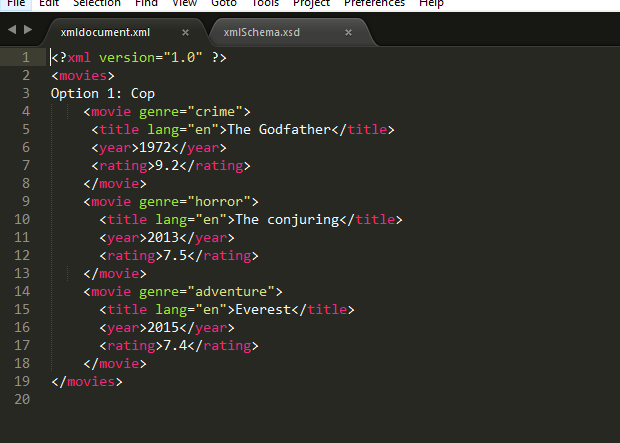 File Edit Selection Find View Goto Tools Project Preferences Help
xmldocument.xml × xmlSchema.xsd ×
1 <?xml version="1.0" ?>
2 <movies>
3 Option 1: Cop
4 <movie genre="crime">
5 <title lang="en">The Godfather</title>
6 <year>1972</year>
7 <rating>9.2</rating>
8 </movie>
9 <movie genre="horror">
10 <title lang="en">The conjuring</title>
11 <year>2013</year>
12 <rating>7.5</rating>
13 </movie>
14 <movie genre="adventure">
15 <title lang="en">Everest</title>
16 <year>2015</year>
17 <rating>7.4</rating>
18 </movie>
19 </movies>
20